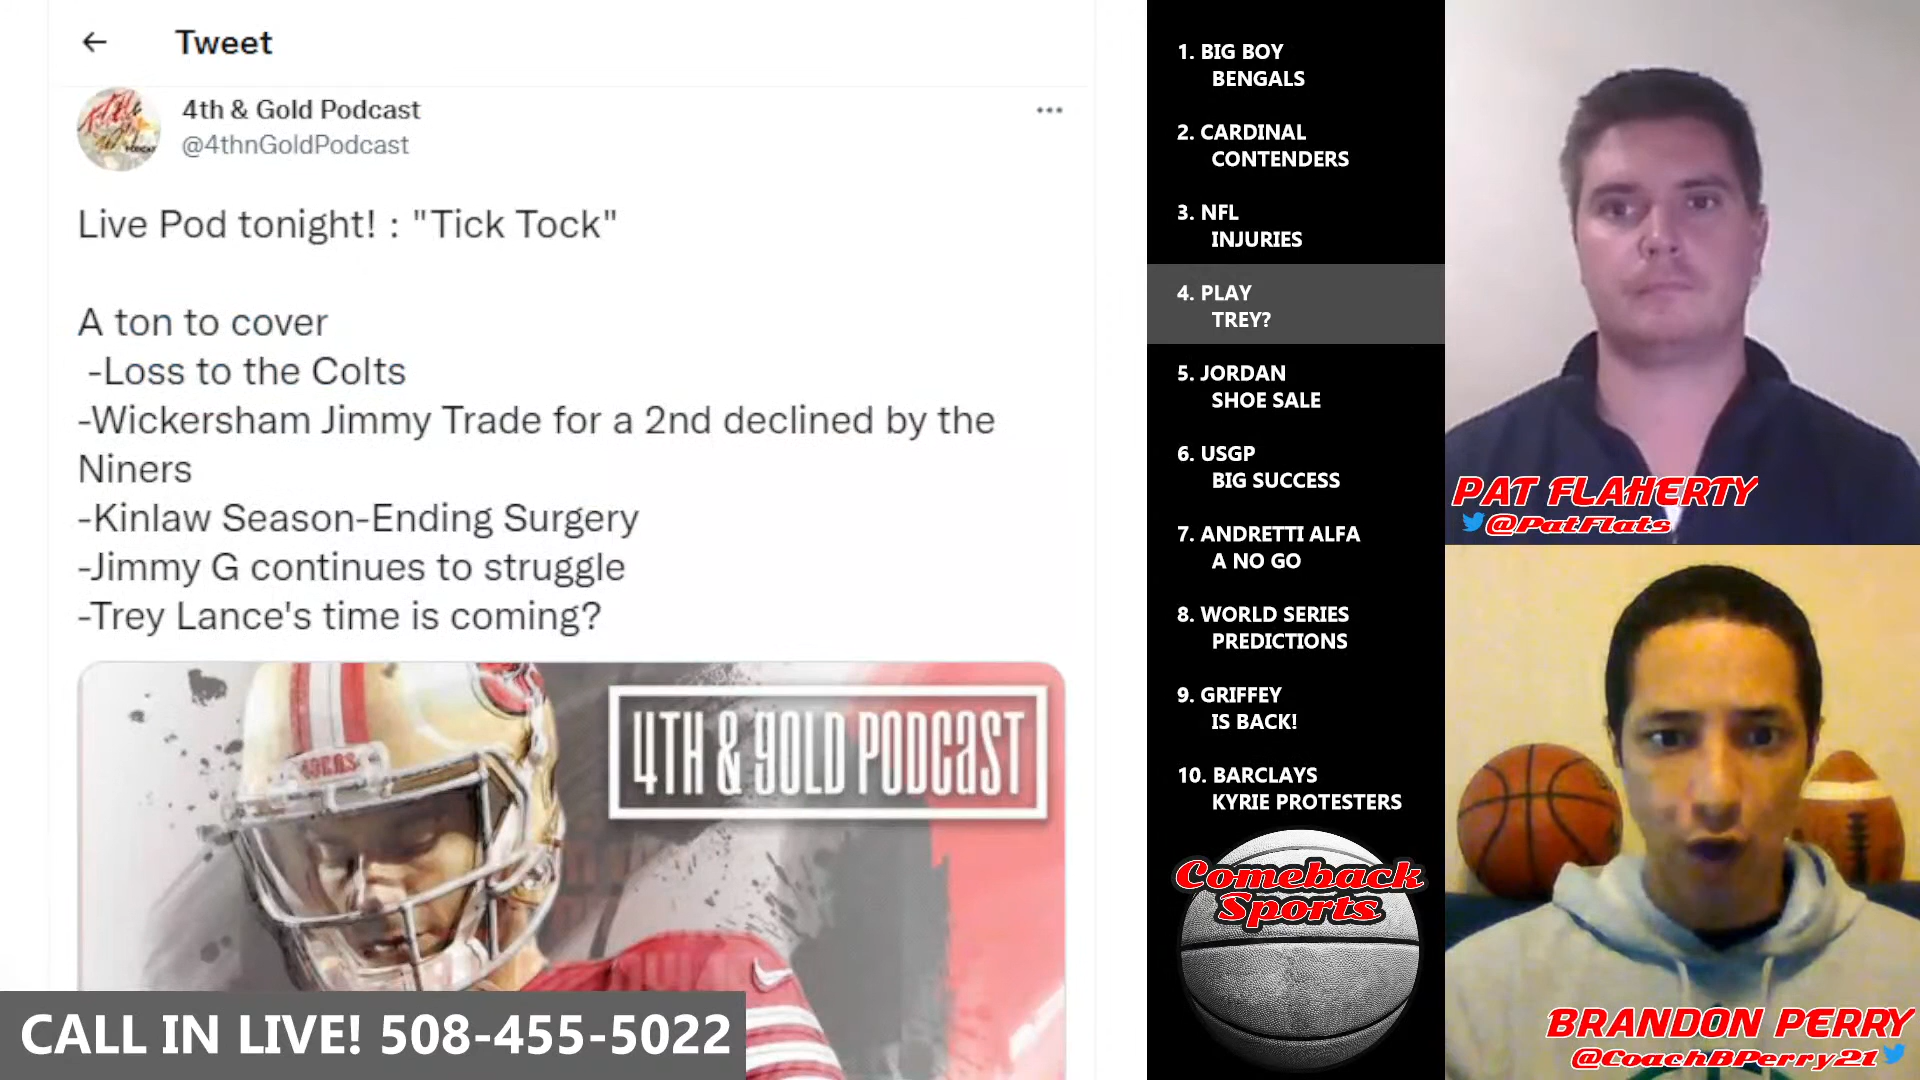 Tweet
4th & Gold Podcast
@4thnGoldPodcast
Live Pod tonight! : "Tick Tock"
A ton to cover
-Loss to the Colts
-Wickersham Jimmy Trade for a 2nd declined by the
Niners
-Kinlaw Season-Ending Surgery
-Jimmy G continues to struggle
-Trey Lance's time is coming?
4TH & GOLD PODCAST
49ERS
CALL IN LIVE! 508-455-5022
1. BIG BOY
BENGALS
2. CARDINAL
CONTENDERS
3. NFL
INJURIES
4. PLAY
TREY?
5. JORDAN
SHOE SALE
6. USGP
BIG SUCCESS
7. ANDRETTI ALFA
A NO GO
8. WORLD SERIES
PREDICTIONS
9. GRIFFEY
IS BACK!
10. BARCLAYS
KYRIE PROTESTERS
Comeback
Sports
PAT FLAHERTY
@PatFlats
BRANDON PERRY
@CoachBPerry21